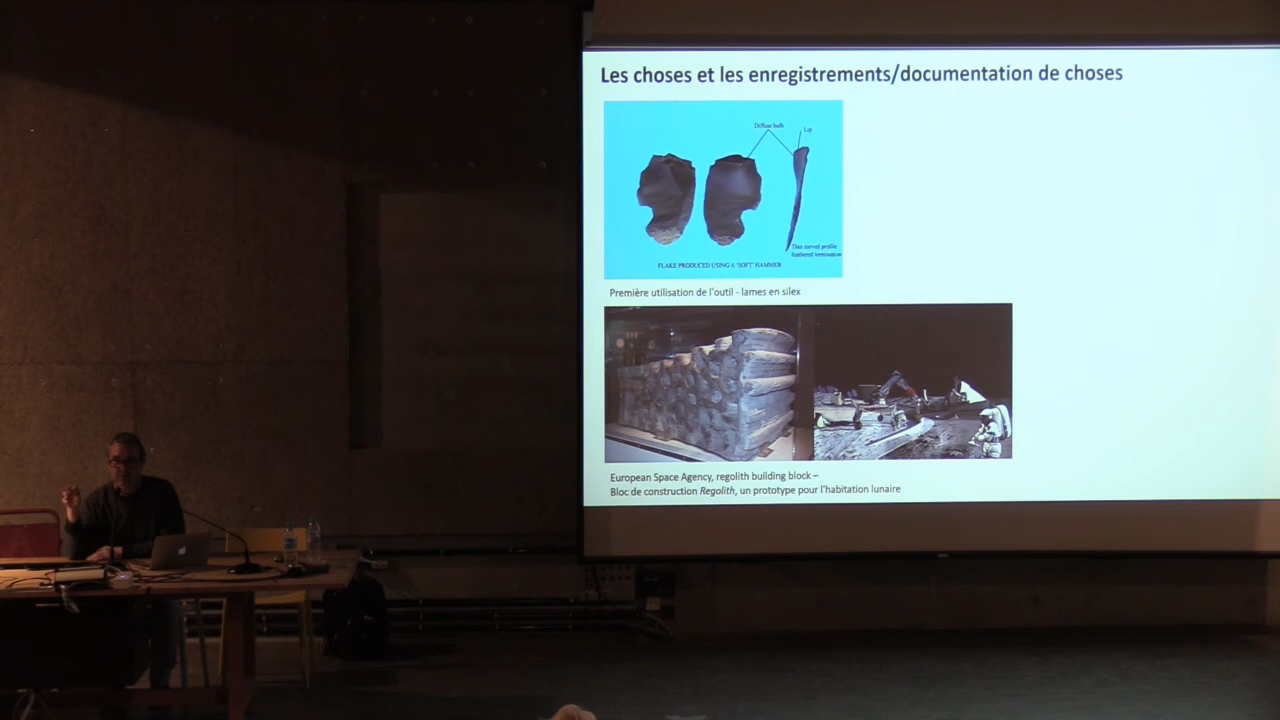 Les choses et les enregistrements/documentation de choses
Diffuse bulb
Lip
Thin curved profile
feathered termination
FLAKE PRODUCED USING A 'SOFT' HAMMER
Première utilisation de l'outil - lames en silex
European Space Agency, regolith building block –
Bloc de construction Regolith, un prototype pour l'habitation lunaire